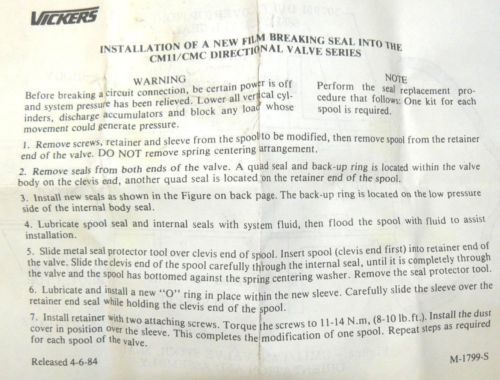 VICKERS
INSTALLATION OF A NEW FILM BREAKING SEAL INTO THE
CM11/CMC DIRECTIONAL VALVE SERIES
WARNING
Before breaking a circuit connection, be certain power is off
and system pressure has been relieved. Lower all vertical cyl-
inders, discharge accumulators and block any load whose
movement could generate pressure.
NOTE
Perform the seal replacement pro-
cedure that follows: One kit for each
spool is required.
1. Remove screws, retainer and sleeve from the spool to be modified, then remove spool from the retainer
end of the valve. DO NOT remove spring centering arrangement.
2. Remove seals from both ends of the valve. A quad seal and back-up ring is located within the valve
body on the clevis end, another quad seal is located on the retainer end of the spool.
3. Install new seals as shown in the Figure on back page. The back-up ring is located on the low pressure
side of the internal body seal.
4. Lubricate spool seal and internal seals with system fluid, then flood the spool with fluid to assist
installation.
5. Slide metal seal protector tool over clevis end of spool. Insert spool (clevis end first) into retainer end of
the valve. Slide the clevis end of the spool carefully through the internal seal, until it is completely through
the valve and the spool has bottomed against the spring centering washer. Remove the seal protector tool.
6. Lubricate and install a new "O" ring in place within the new sleeve. Carefully slide the sleeve over the
retainer end seal while holding the clevis end of the spool.
7. Install retainer with two attaching screws. Torque the screws to 11-14 N.m, (8-10 lb.ft.). Install the dust
cover in position over the sleeve. This completes the modification of one spool. Repeat steps as required
for each spool of the valve.
Released 4-6-84
M-1799-S